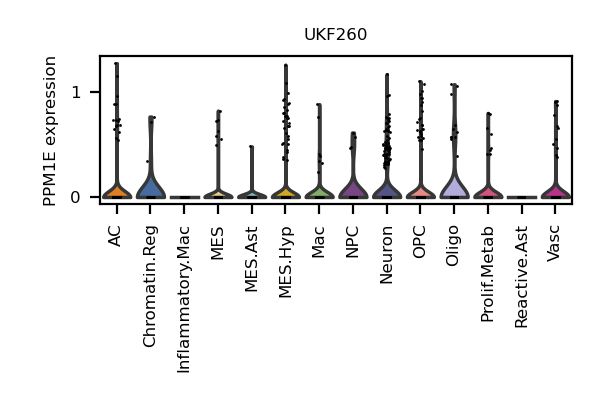 UKF260
PPM1E expression
1
0
AC
Chromatin.Reg
Inflammatory.Mac
MES
MES.Ast
MES.Hyp
Mac
NPC
Neuron
OPC
Oligo
Prolif.Metab
Reactive.Ast
Vasc